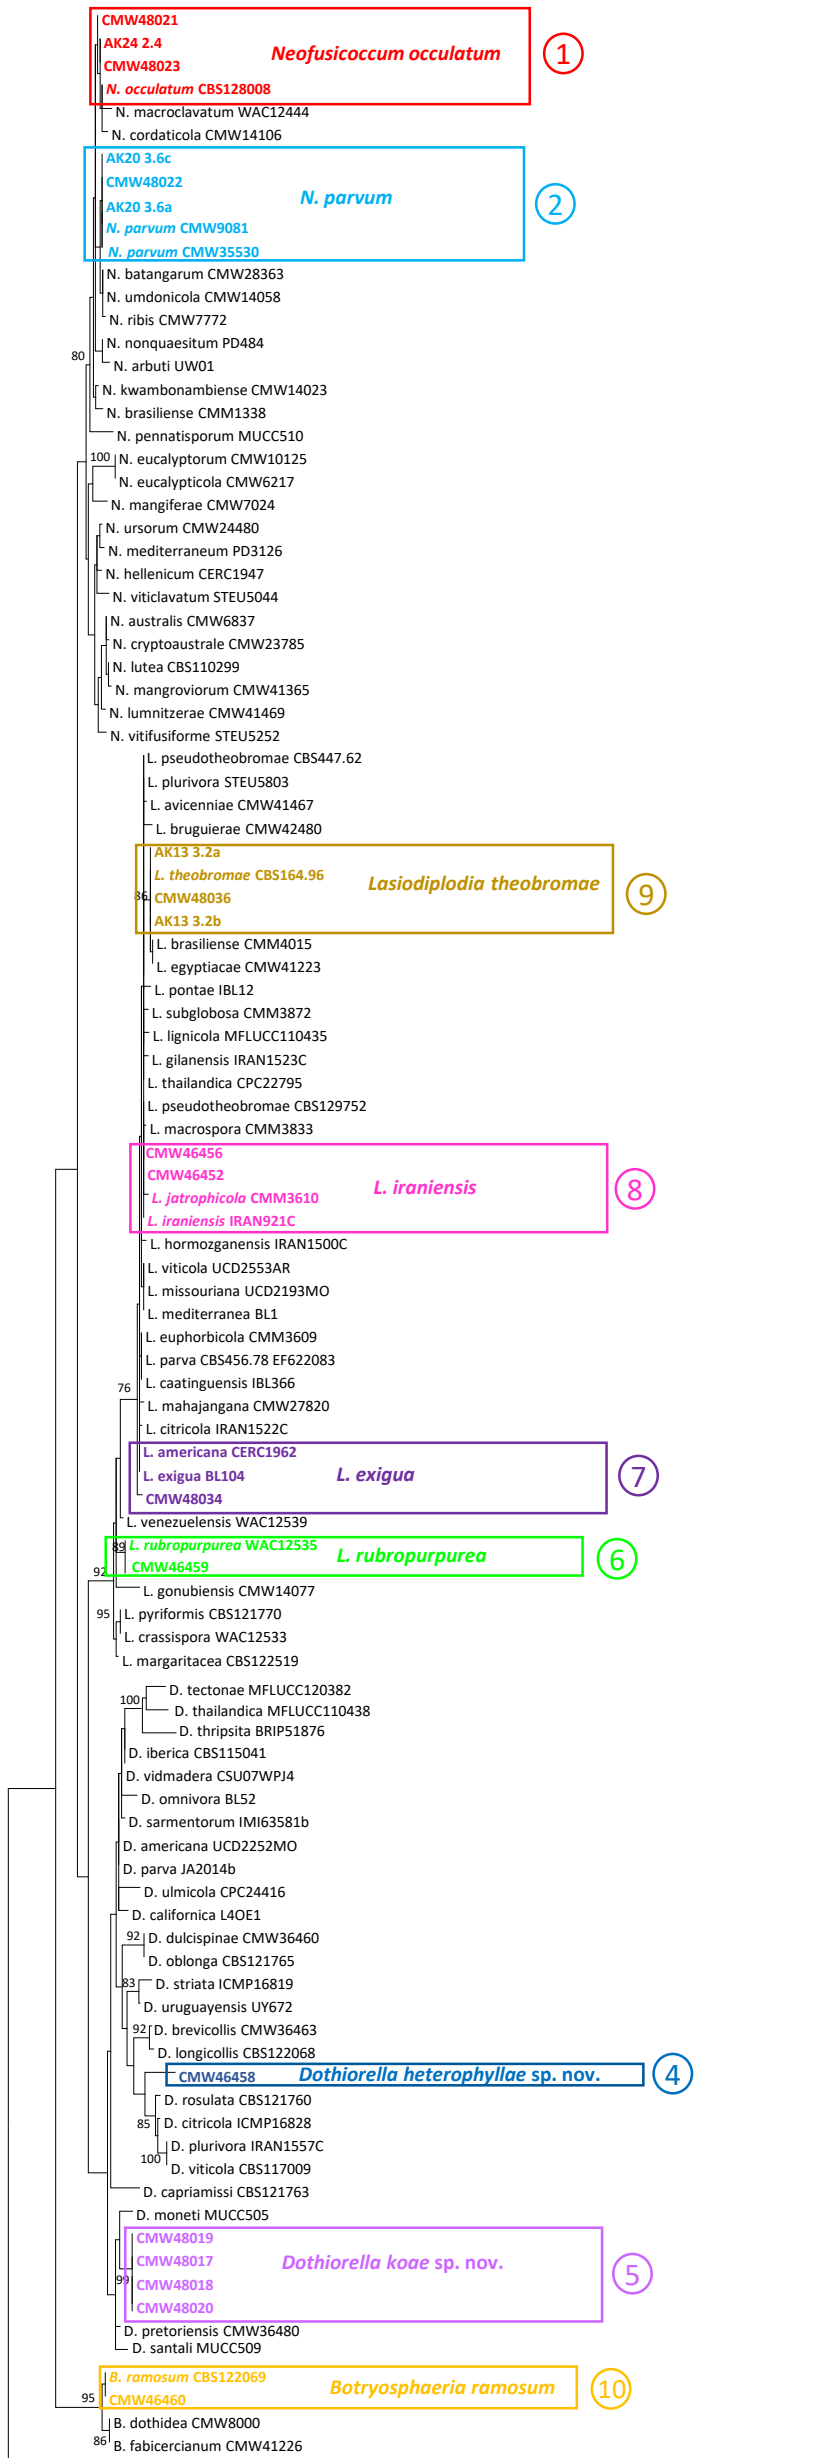 CMW48021
AK24 2.4
Neofusicoccum occulatum
1
CMW48023
N. occulatum CBS128008
N. macroclavatum WAC12444
N. cordaticola CMW14106
AK20 3.6c
CMW48022
N. parvum
2
AK20 3.6a
N. parvum CMW9081
N. parvum CMW35530
N. batangarum CMW28363
N. umdonicola CMW14058
N. ribis CMW7772
N. nonquaesitum PD484
80
N. arbuti UW01
N. kwambonambiense CMW14023
N. brasiliense CMM1338
N. pennatisporum MUCC510
100
N. eucalyptorum CMW10125
N. eucalypticola CMW6217
N. mangiferae CMW7024
N. ursorum CMW24480
N. mediterraneum PD3126
N. hellenicum CERC1947
N. viticlavatum STEU5044
N. australis CMW6837
N. cryptoaustrale CMW23785
N. lutea CBS110299
N. mangroviorum CMW41365
N. lumnitzerae CMW41469
N. vitifusiforme STEU5252
L. pseudotheobromae CBS447.62
L. plurivora STEU5803
L. avicenniae CMW41467
L. bruguierae CMW42480
AK13 3.2a
L. theobromae CBS164.96
Lasiodiplodia theobromae
9
86
CMW48036
AK13 3.2b
L. brasiliense CMM4015
L. egyptiacae CMW41223
L. pontae IBL12
L. subglobosa CMM3872
L. lignicola MFLUCC110435
L. gilanensis IRAN1523C
L. thailandica CPC22795
L. pseudotheobromae CBS129752
L. macrospora CMM3833
CMW46456
CMW46452
L. iraniensis
8
L. jatrophicola CMM3610
L. iraniensis IRAN921C
L. hormozganensis IRAN1500C
L. viticola UCD2553AR
L. missouriana UCD2193MO
L. mediterranea BL1
L. euphorbicola CMM3609
L. parva CBS456.78 EF622083
L. caatinguensis IBL366
76
L. mahajangana CMW27820
L. citricola IRAN1522C
L. americana CERC1962
L. exigua BL104
L. exigua
7
CMW48034
L. venezuelensis WAC12539
89
L. rubropurpurea WAC12535
L. rubropurpurea
6
CMW46459
92
L. gonubiensis CMW14077
95
L. pyriformis CBS121770
L. crassispora WAC12533
L. margaritacea CBS122519
D. tectonae MFLUCC120382
100
D. thailandica MFLUCC110438
D. thripsita BRIP51876
D. iberica CBS115041
D. vidmadera CSU07WPJ4
D. omnivora BL52
D. sarmentorum IMI63581b
D. americana UCD2252MO
D. parva JA2014b
D. ulmicola CPC24416
D. californica L4OE1
92
D. dulcispinae CMW36460
D. oblonga CBS121765
83
D. striata ICMP16819
D. uruguayensis UY672
92
D. brevicollis CMW36463
D. longicollis CBS122068
CMW46458
Dothiorella heterophyllae sp. nov.
4
D. rosulata CBS121760
85
D. citricola ICMP16828
D. plurivora IRAN1557C
100
D. viticola CBS117009
D. capriamissi CBS121763
D. moneti MUCC505
CMW48019
CMW48017
Dothiorella koae sp. nov.
5
99
CMW48018
CMW48020
D. pretoriensis CMW36480
D. santali MUCC509
B. ramosum CBS122069
Botryosphaeria ramosum
10
95
CMW46460
B. dothidea CMW8000
86
B. fabicercianum CMW41226